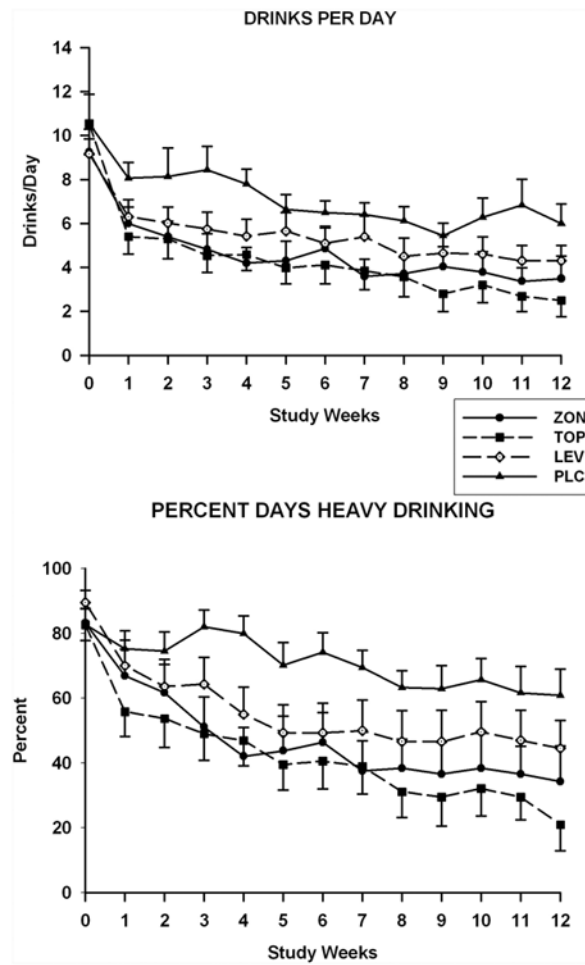 DRINKS PER DAY
14
12
10
8
6
4
2
0
Drinks/Day
0 1 2 3 4 5 6 7 8 9 10 11 12
Study Weeks
ZON
TOP
LEV
PLC
PERCENT DAYS HEAVY DRINKING
100
80
60
40
20
0
Percent
0 1 2 3 4 5 6 7 8 9 10 11 12
Study Weeks